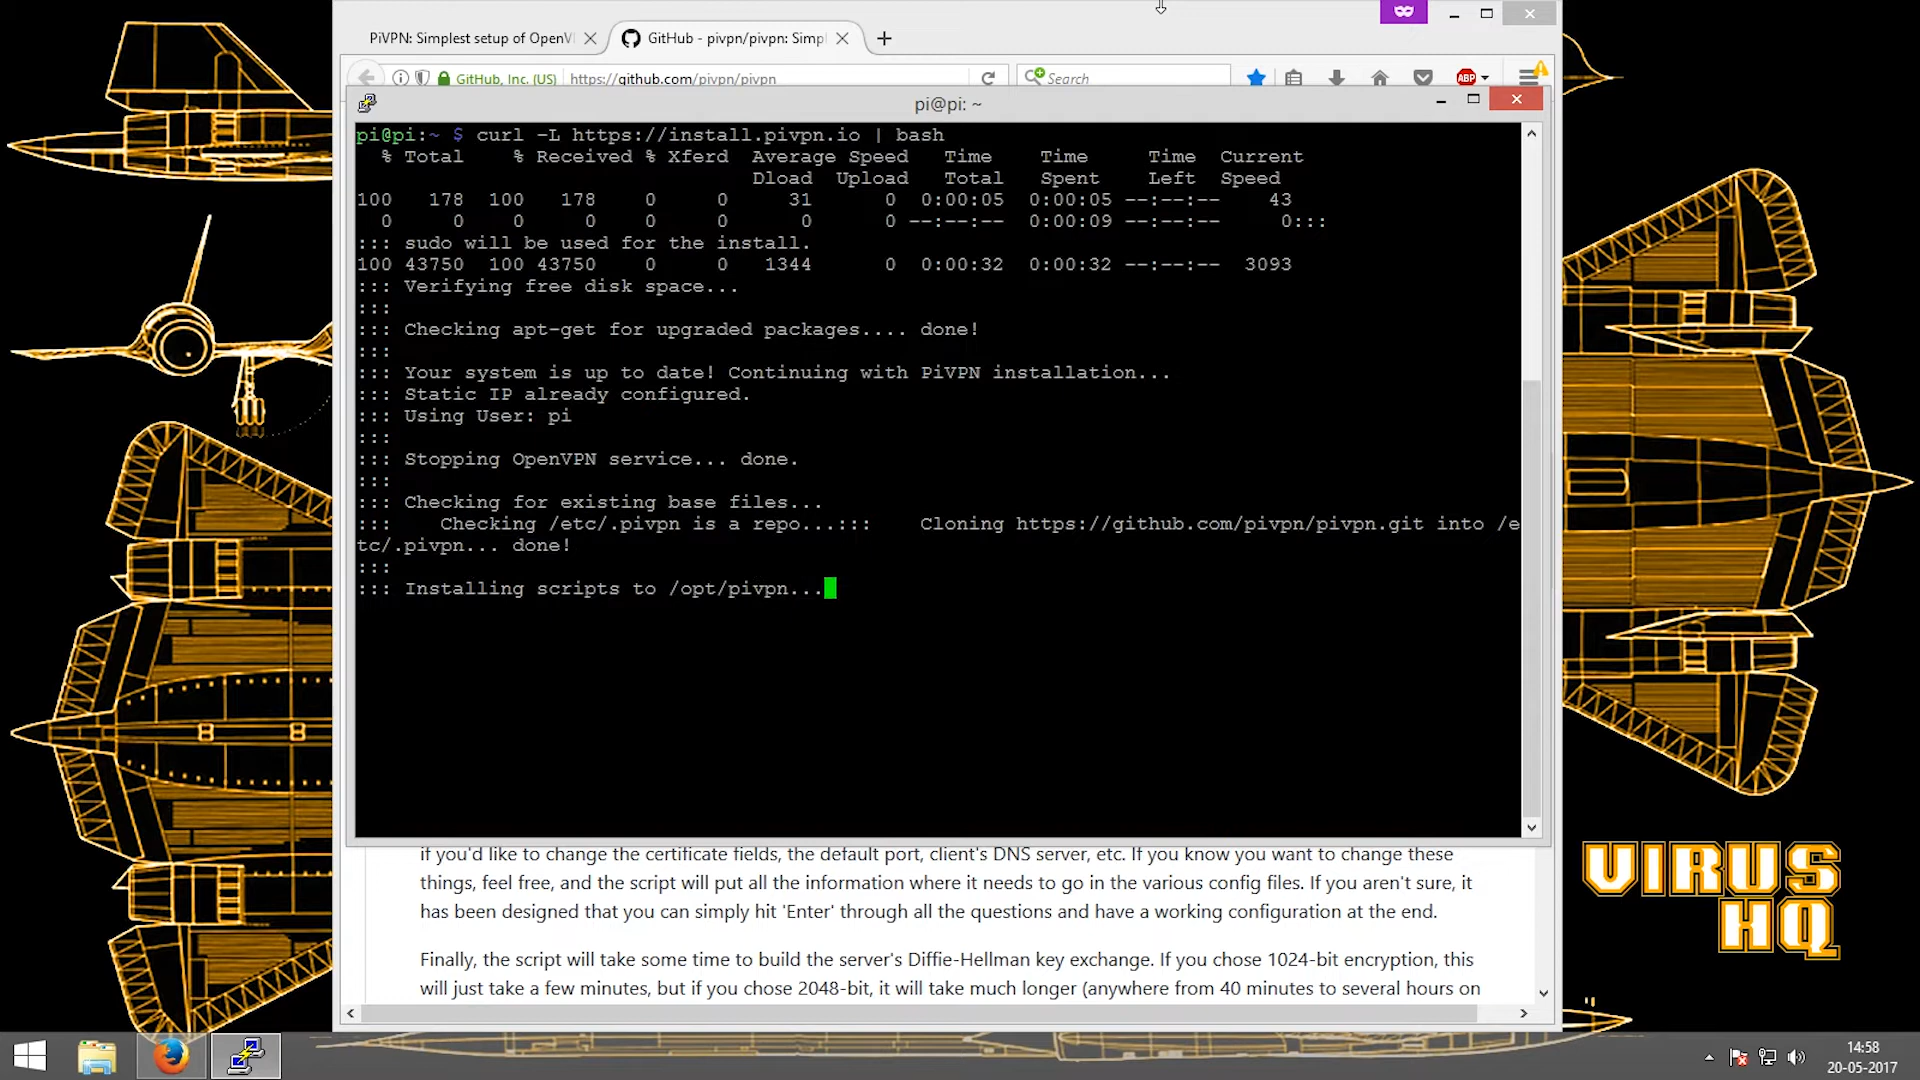 PiVPN: Simplest setup of OpenV
GitHub - pivpn/pivpn: Simpl
GitHub, Inc. (US)
https://github.com/pivpn/pivpn
Search
ABP
pi@pi: ~
pi@pi:~ $ curl -L https://install.pivpn.io | bash
% Total % Received % Xferd Average Speed Time Time Time Current
Dload Upload Total Spent Left Speed
100 178 100 178 0 0 31 0 0:00:05 0:00:05 --:--:-- 43
0 0 0 0 0 0 0 0 --:--:-- 0:00:09 --:--:-- 0:::
::: sudo will be used for the install.
100 43750 100 43750 0 0 1344 0 0:00:32 0:00:32 --:--:-- 3093
::: Verifying free disk space...
:::
::: Checking apt-get for upgraded packages.... done!
:::
::: Your system is up to date! Continuing with PiVPN installation...
::: Static IP already configured.
::: Using User: pi
:::
::: Stopping OpenVPN service... done.
:::
::: Checking for existing base files...
::: Checking /etc/.pivpn is a repo...::: Cloning https://github.com/pivpn/pivpn.git into /e
tc/.pivpn... done!
:::
::: Installing scripts to /opt/pivpn...
if you'd like to change the certificate fields, the default port, client's DNS server, etc. If you know you want to change these
things, feel free, and the script will put all the information where it needs to go in the various config files. If you aren't sure, it
has been designed that you can simply hit 'Enter' through all the questions and have a working configuration at the end.
Finally, the script will take some time to build the server's Diffie-Hellman key exchange. If you chose 1024-bit encryption, this
will just take a few minutes, but if you chose 2048-bit, it will take much longer (anywhere from 40 minutes to several hours on
VIRUS
HQ
14:58
20-05-2017